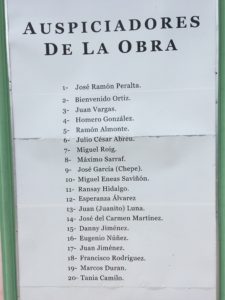 AUSPICIADORES
DE LA OBRA
1- José Ramón Peralta.
2- Bienvenido Ortiz.
3- Juan Vargas.
4- Homero González.
5- Ramón Almonte.
6- Julio César Abreu.
7- Miguel Roig.
8- Máximo Sarraf.
9- José García (Chepe).
10- Miguel Eneas Saviñón.
11- Ransay Hidalgo.
12- Esperanza Álvarez
13- Juan (Juanito) Luna.
14- José del Carmen Martinez.
15- Danny Jiménez.
16- Eugenio Núñez.
17- Juan Jiménez.
18- Francisco Rodríguez.
19- Marcos Duran.
20- Tania Camilo.